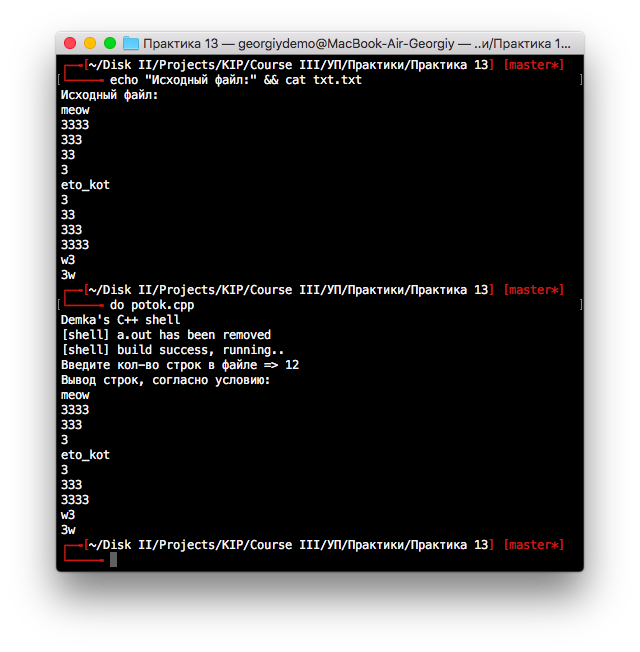 Практика 13 — georgiydemo@MacBook-Air-Georgiy — ..и/Практика 1...
[~/Disk II/Projects/KIP/Course III/УП/Практики/Практика 13] [master*]
[ echo "Исходный файл:" && cat txt.txt ]
Исходный файл:
meow
3333
333
33
3
eto_kot
3
33
333
3333
w3
3w
[~/Disk II/Projects/KIP/Course III/УП/Практики/Практика 13] [master*]
[ do potok.cpp ]
Demka's C++ shell
[shell] a.out has been removed
[shell] build success, running..
Введите кол-во строк в файле => 12
Вывод строк, согласно условию:
meow
3333
333
3
eto_kot
3
333
3333
w3
3w
[~/Disk II/Projects/KIP/Course III/УП/Практики/Практика 13] [master*]